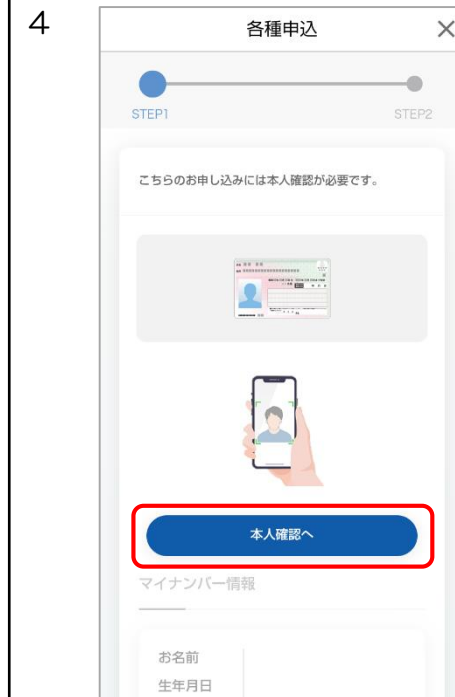 4
各種申込
STEP1
STEP2
こちらのお申し込みには本人確認が必要です。
本人確認へ
マイナンバー情報
お名前
生年月日